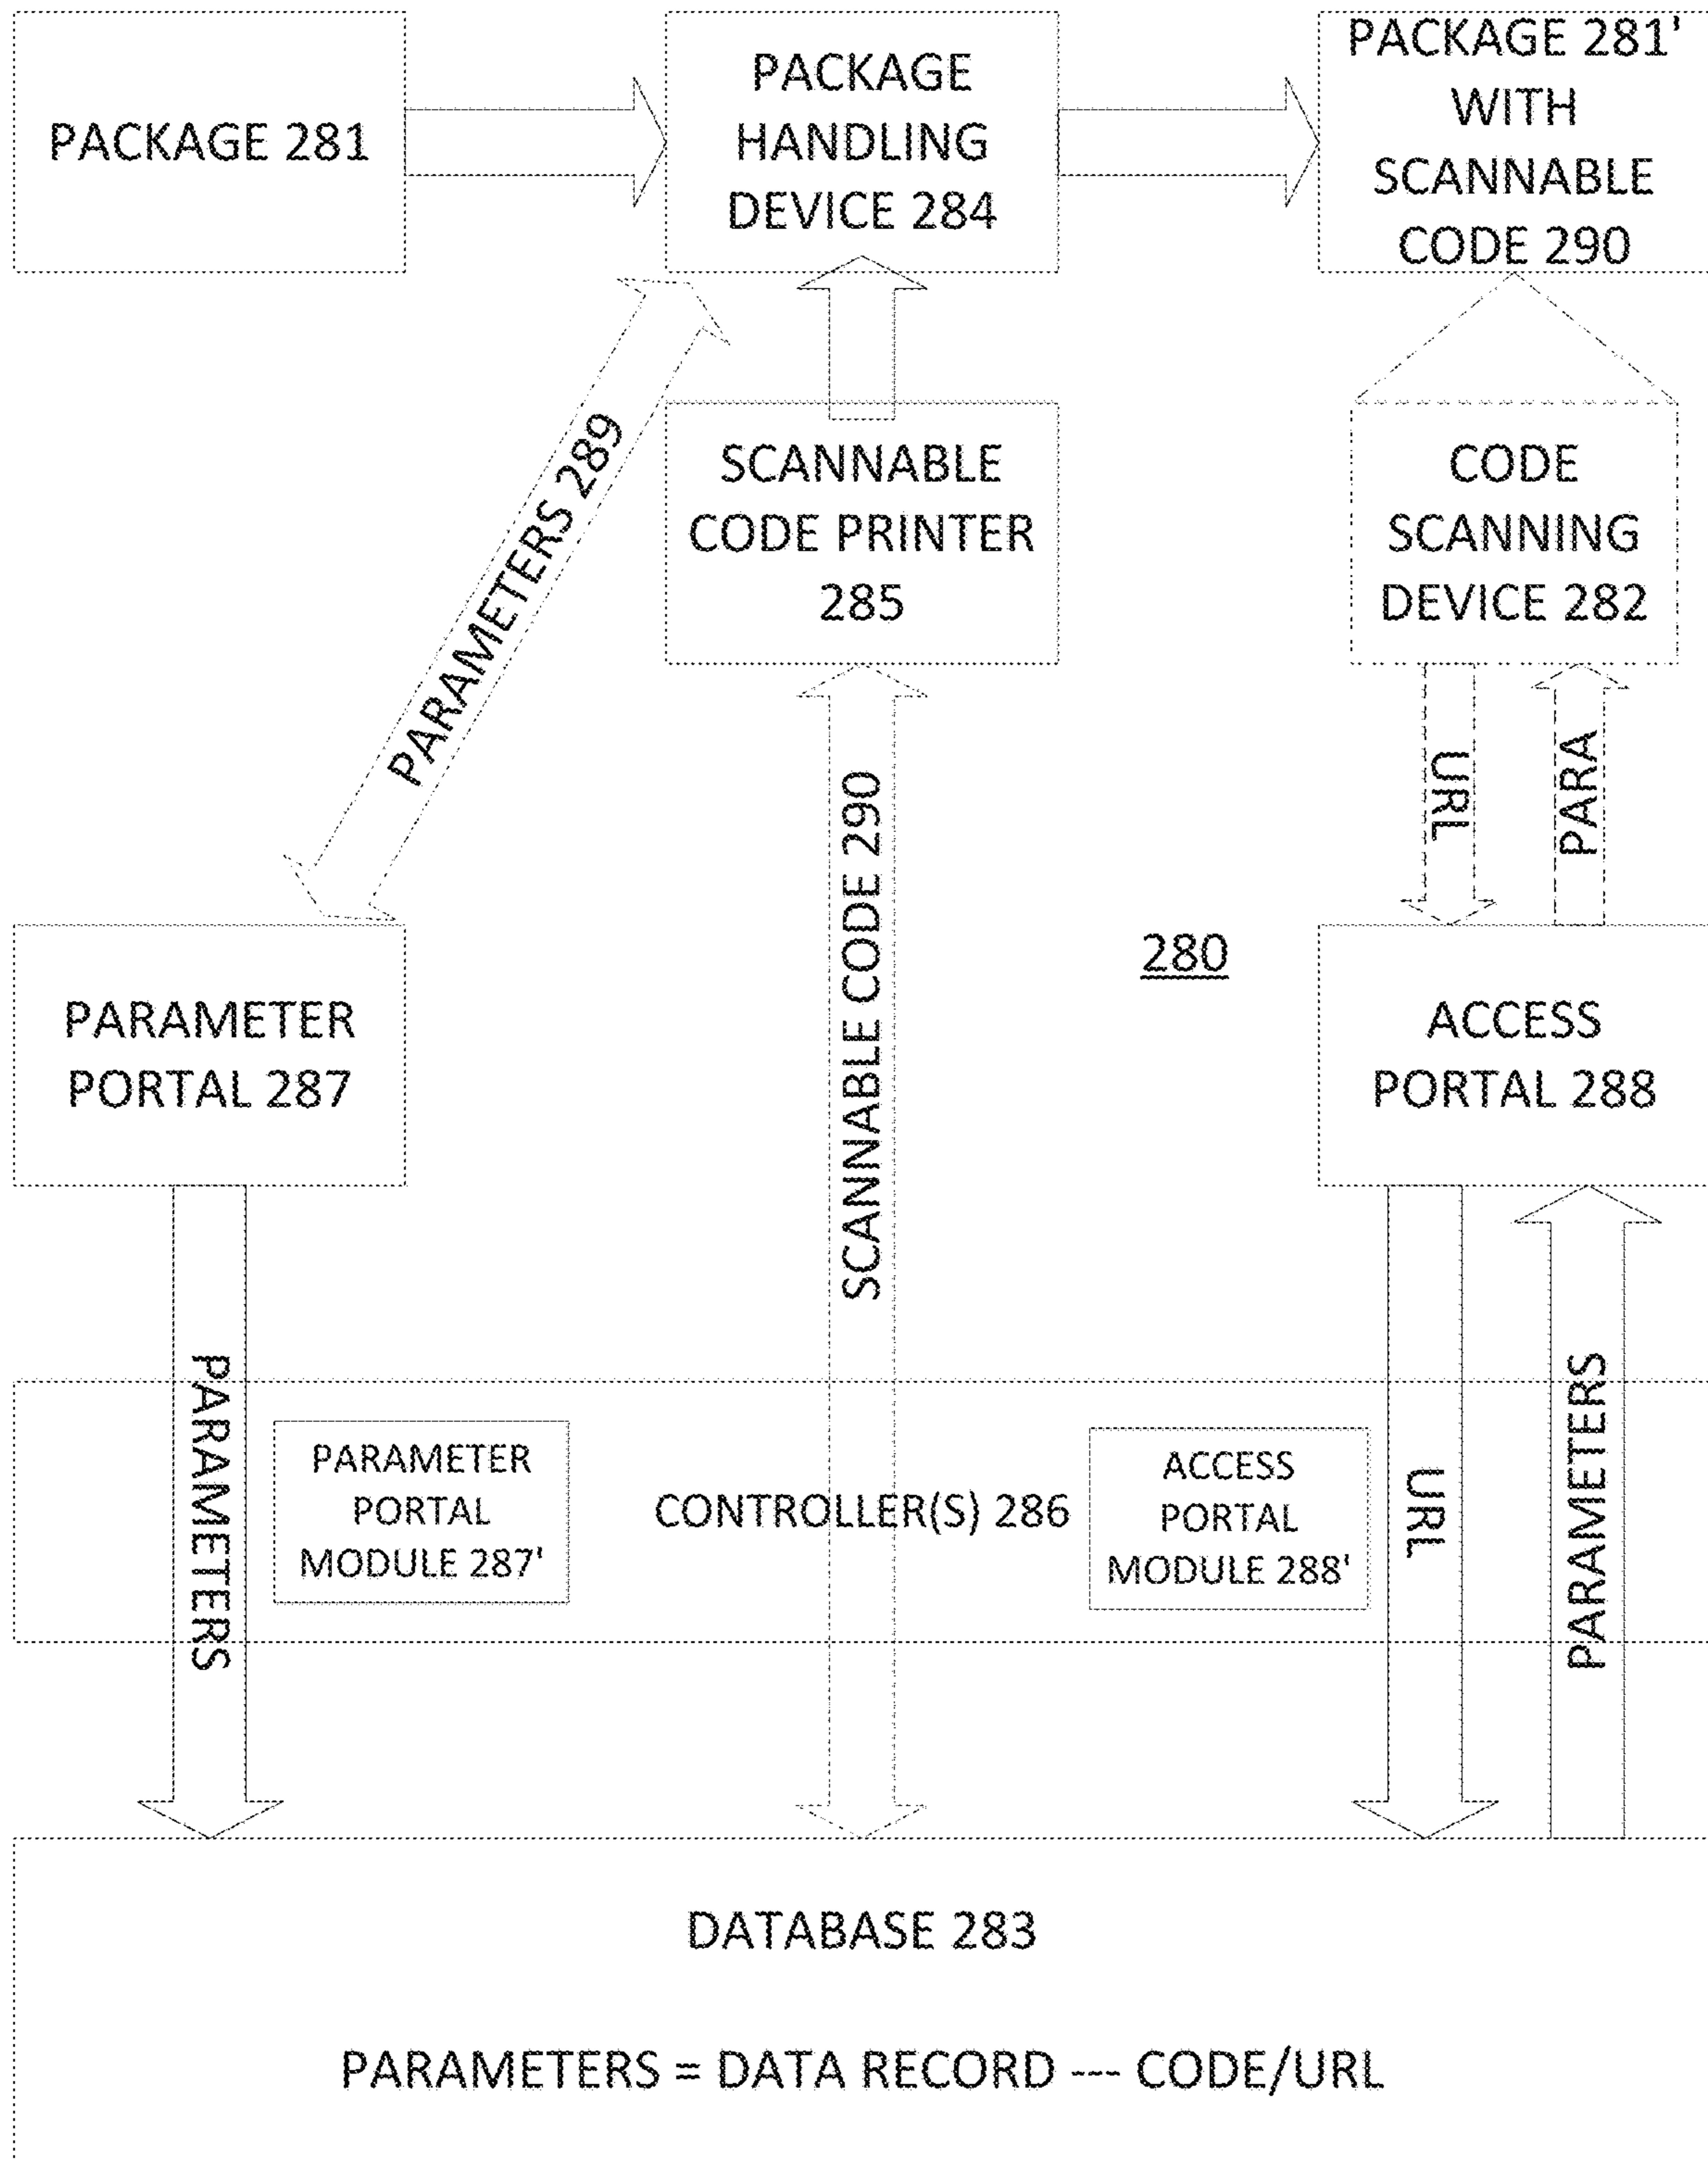 PACKAGE 281
PACKAGE
HANDLING
DEVICE 284
PACKAGE 281'
WITH
SCANNABLE
CODE 290
PARAMETERS 289
SCANNABLE
CODE PRINTER
285
CODE
SCANNING
DEVICE 282
URL
PARA
SCANNABLE CODE 290
280
PARAMETER
PORTAL 287
ACCESS
PORTAL 288
PARAMETERS
PARAMETER
PORTAL
MODULE 287'
CONTROLLER(S) 286
ACCESS
PORTAL
MODULE 288'
URL
PARAMETERS
DATABASE 283
PARAMETERS = DATA RECORD --- CODE/URL